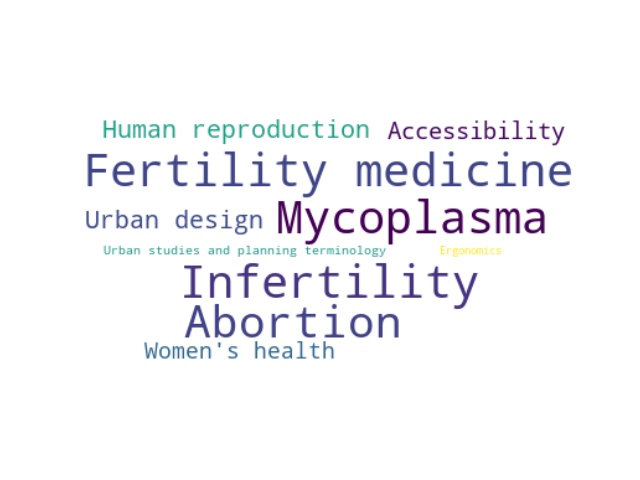 Human reproduction Accessibility
Fertility medicine
Urban design Mycoplasma
Urban studies and planning terminology Ergonomics
Infertility
Abortion
Women's health